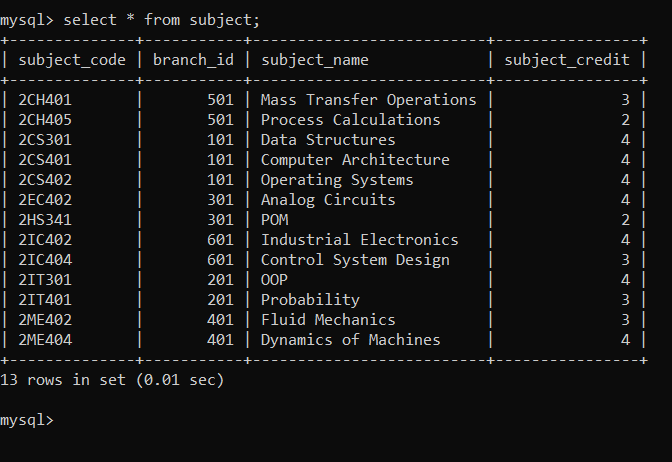 mysql> select * from subject;
+--------------+-----------+--------------------------+----------------+
| subject_code | branch_id | subject_name             | subject_credit |
+--------------+-----------+--------------------------+----------------+
| 2CH401       |       501 | Mass Transfer Operations |              3 |
| 2CH405       |       501 | Process Calculations     |              2 |
| 2CS301       |       101 | Data Structures          |              4 |
| 2CS401       |       101 | Computer Architecture    |              4 |
| 2CS402       |       101 | Operating Systems        |              4 |
| 2EC402       |       301 | Analog Circuits          |              4 |
| 2HS341       |       301 | POM                      |              2 |
| 2IC402       |       601 | Industrial Electronics   |              4 |
| 2IC404       |       601 | Control System Design    |              3 |
| 2IT301       |       201 | OOP                      |              4 |
| 2IT401       |       201 | Probability              |              3 |
| 2ME402       |       401 | Fluid Mechanics          |              3 |
| 2ME404       |       401 | Dynamics of Machines     |              4 |
+--------------+-----------+--------------------------+----------------+
13 rows in set (0.01 sec)

mysql>